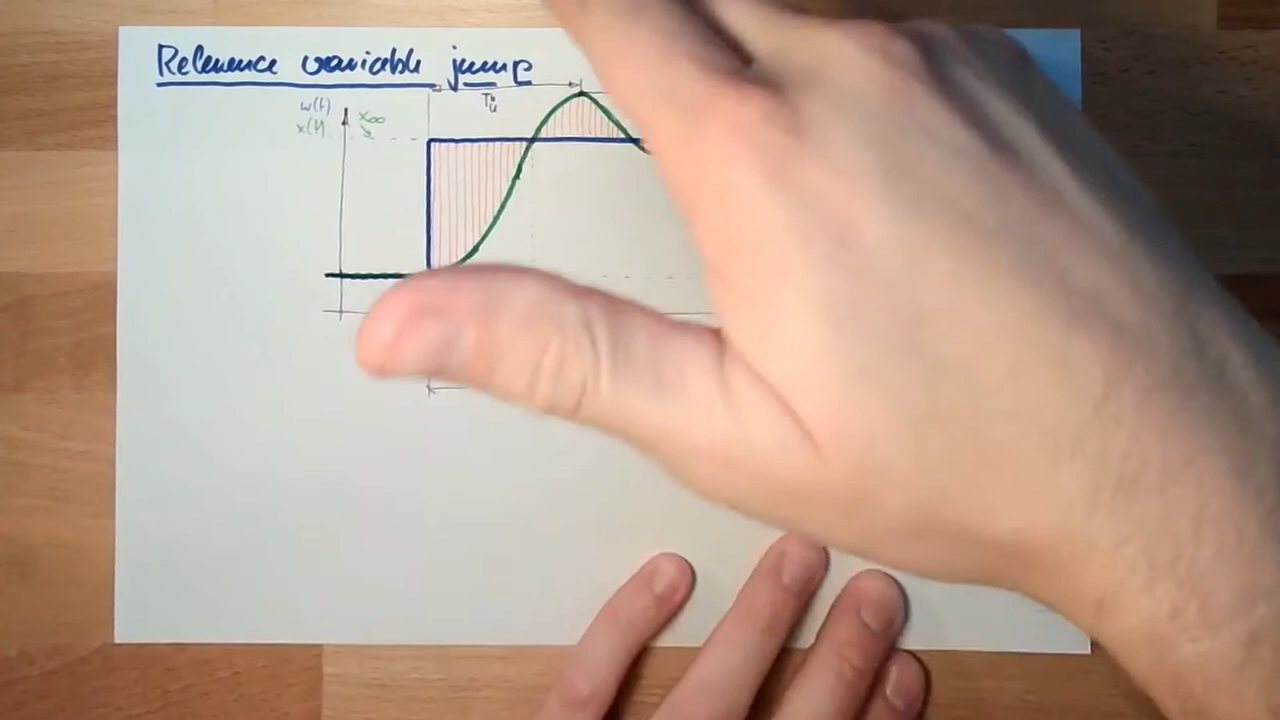 Reference variable jump
Tü
w(t)
x(t) x∞